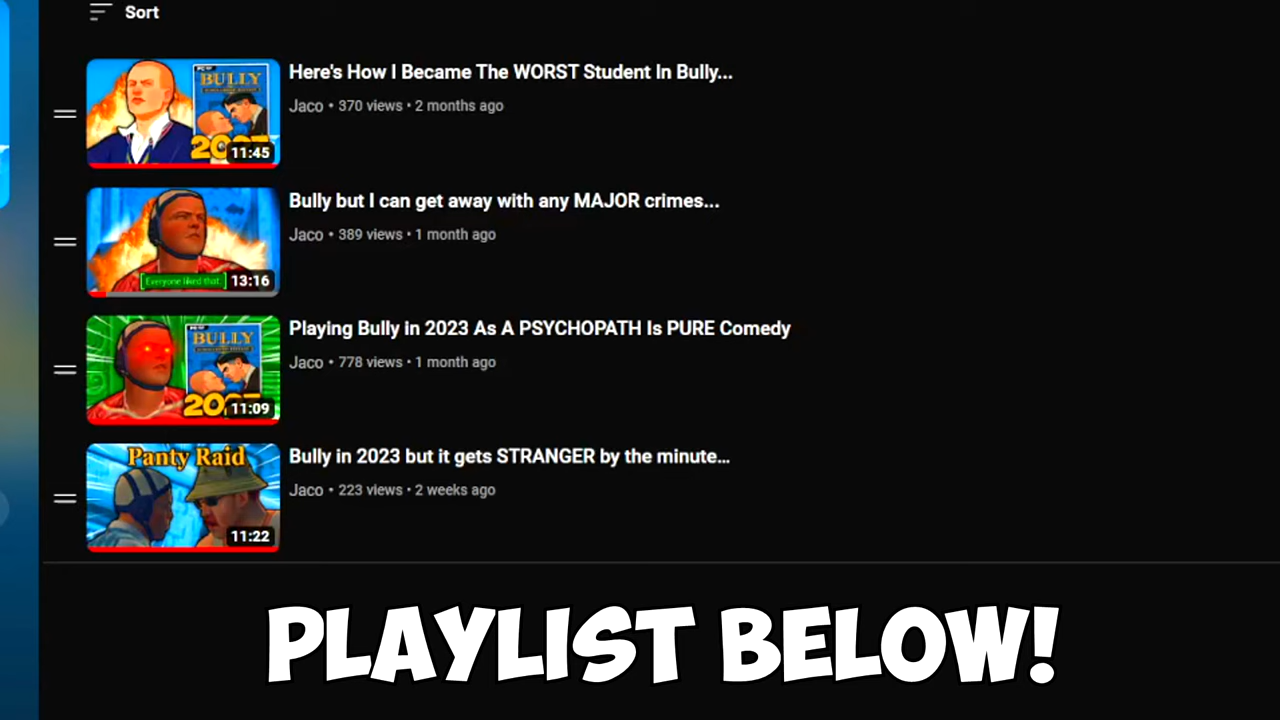 Sort
BULLY
20
11:45
Here's How I Became The WORST Student In Bully...
Jaco • 370 views • 2 months ago
[Everyone liked that.]
13:16
Bully but I can get away with any MAJOR crimes...
Jaco • 389 views • 1 month ago
BULLY
20
11:09
Playing Bully in 2023 As A PSYCHOPATH Is PURE Comedy
Jaco • 778 views • 1 month ago
Panty Raid
11:22
Bully in 2023 but it gets STRANGER by the minute...
Jaco • 223 views • 2 weeks ago
PLAYLIST BELOW!